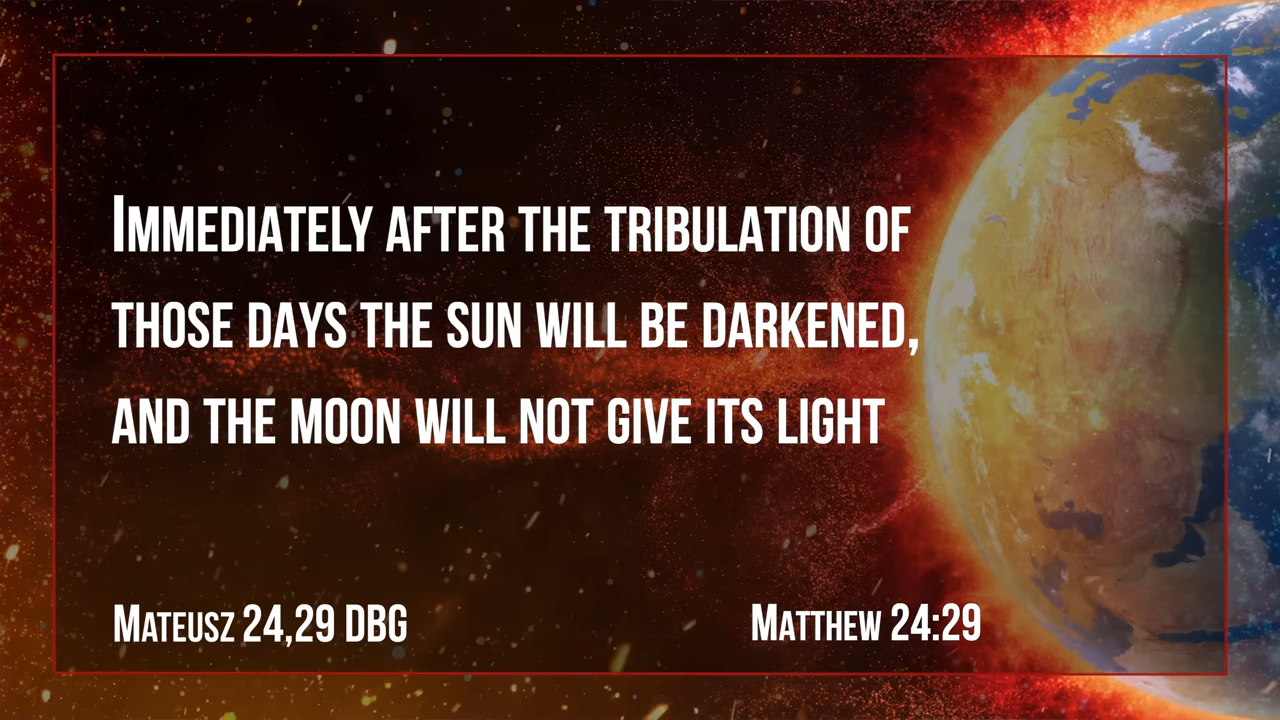 Immediately after the tribulation of
those days the sun will be darkened,
and the moon will not give its light
Mateusz 24,29 DBG
Matthew 24:29